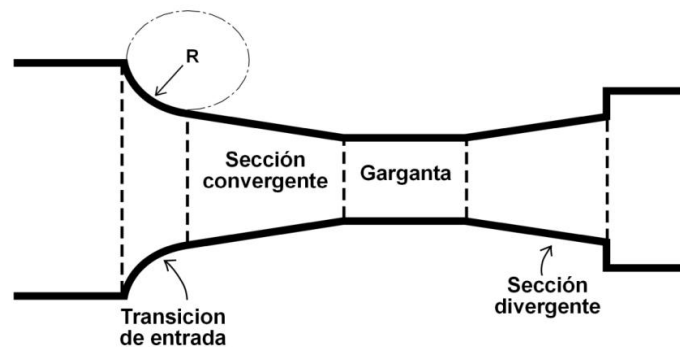 R
Sección
convergente
Garganta
Transicion
de entrada
Sección
divergente